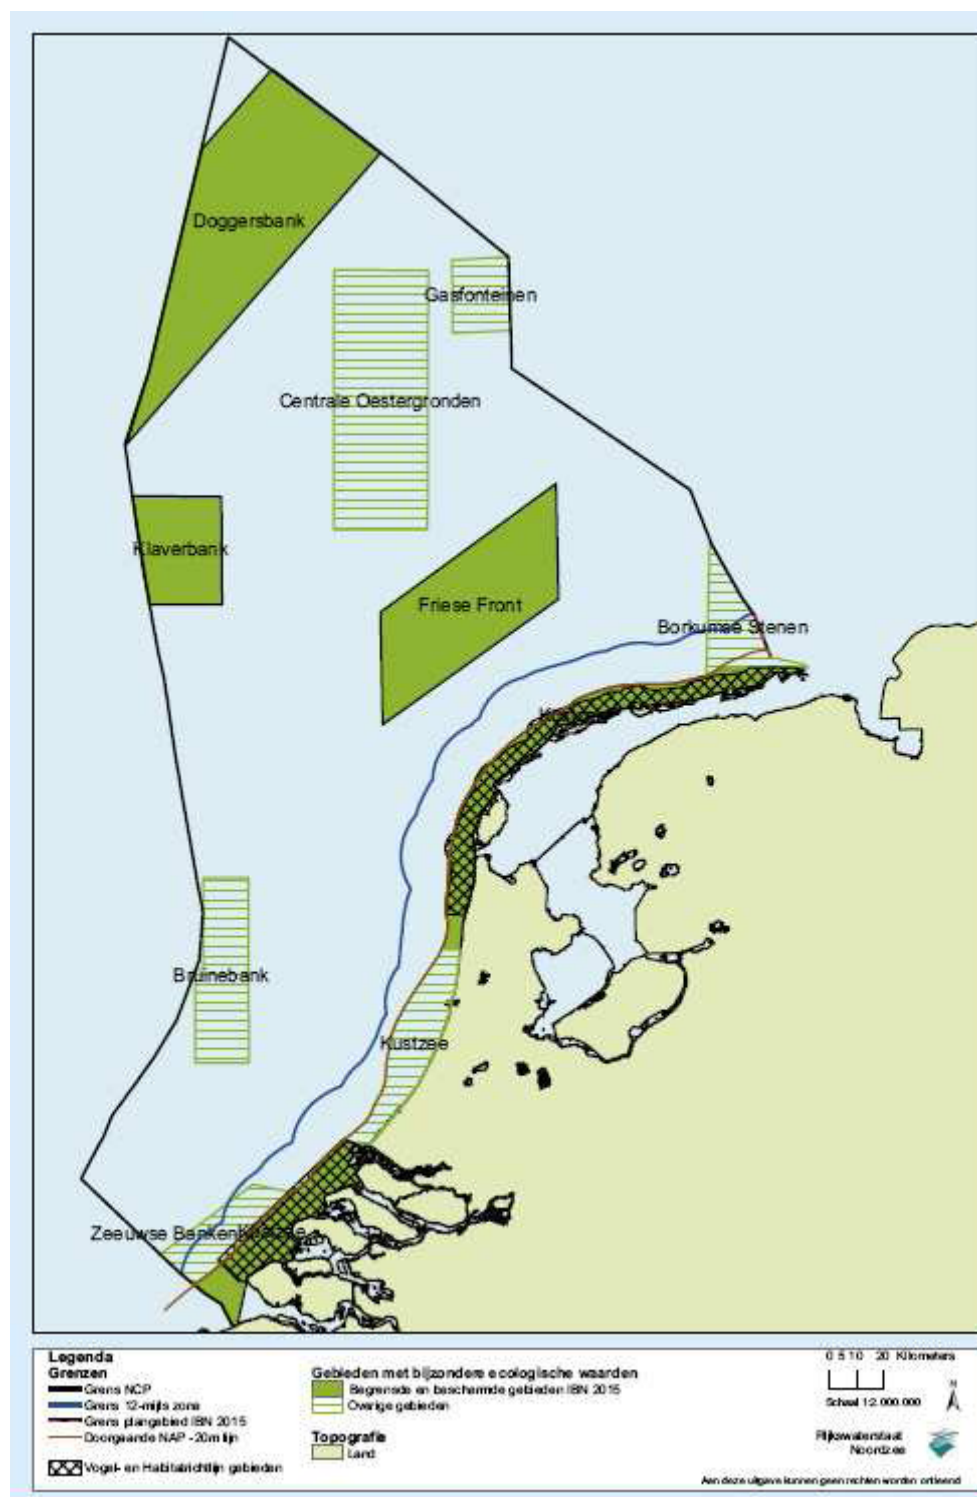 Doggersbank
Gasfonteinen
Centrale Oestergronden
Klaverbank
Friese Front
Borkumse Stenen
Bruinebank
Kustzee
Zeeuwse Banken
Legenda
Grenzen
Grens NCP
Grens 12-mijls zone
Grens plangebied IBN 2015
Doorgaande NAP -20m lijn
Vogel- en Habitatrichtlijn gebieden
Gebieden met bijzondere ecologische waarden
Begrensde en beschermde gebieden IBN 2015
Overige gebieden
Topografie
Land
0 5 10 20 Kilometers
Schaal 1:2.000.000
N
Rijkswaterstaat
Noordzee
Aan deze uitgave kunnen geen rechten worden ontleend